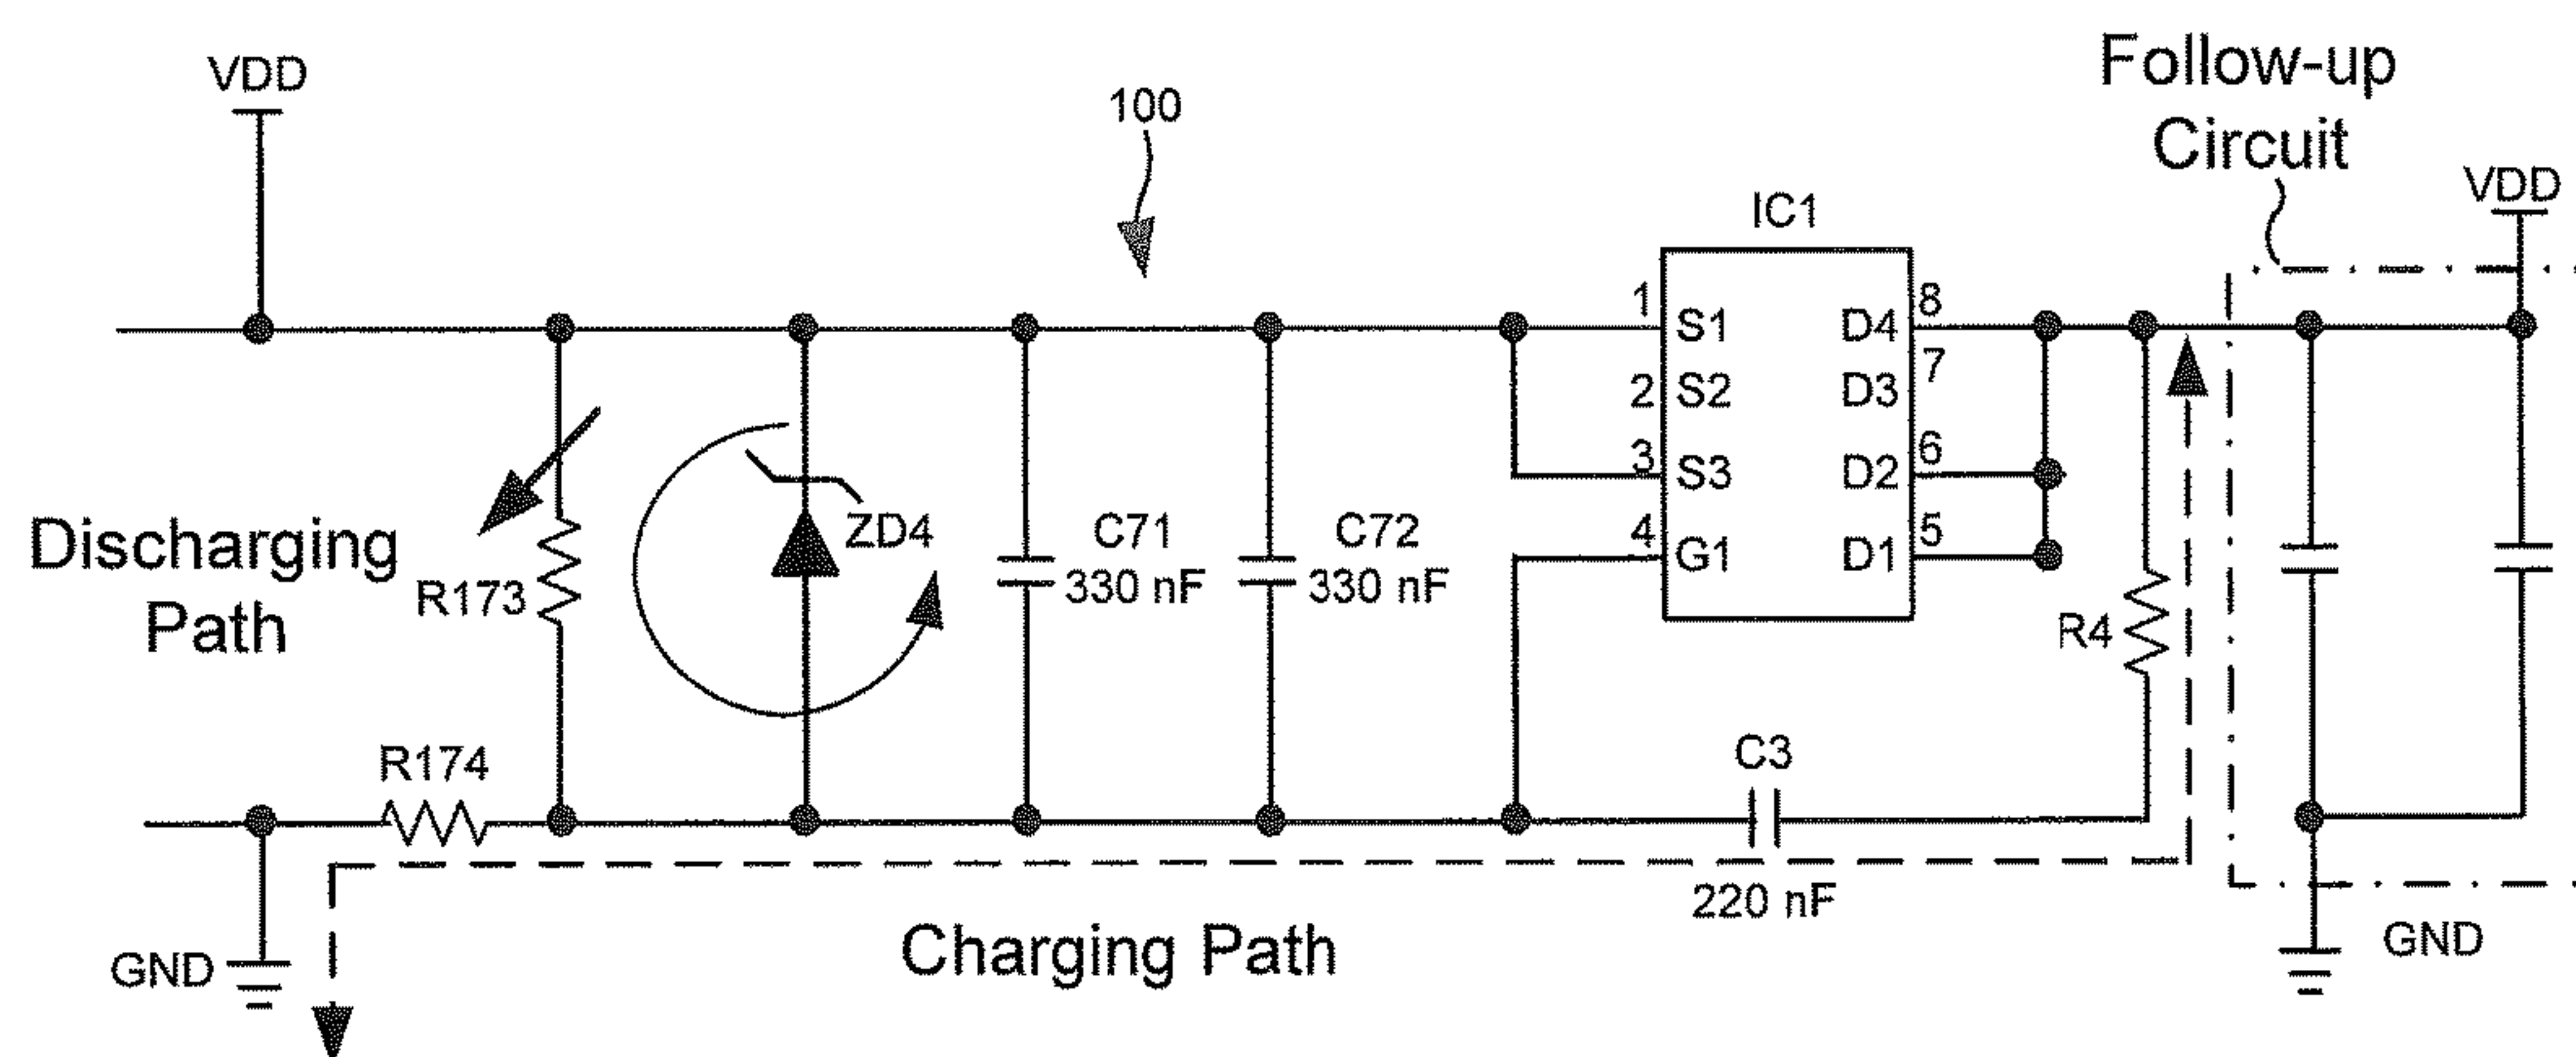 VDD
100
Follow-up
Circuit
VDD
IC1
1
S1
D4
8
2
S2
D3
7
3
S3
D2
6
4
G1
D1
5
Discharging
Path
R173
ZD4
C71
330 nF
C72
330 nF
R4
R174
C3
220 nF
GND
Charging Path
GND